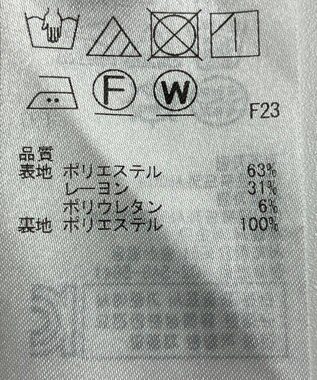 F W F23
品質
表地 ポリエステル 63%
レーヨン 31%
ポリウレタン 6%
裏地 ポリエステル 100%